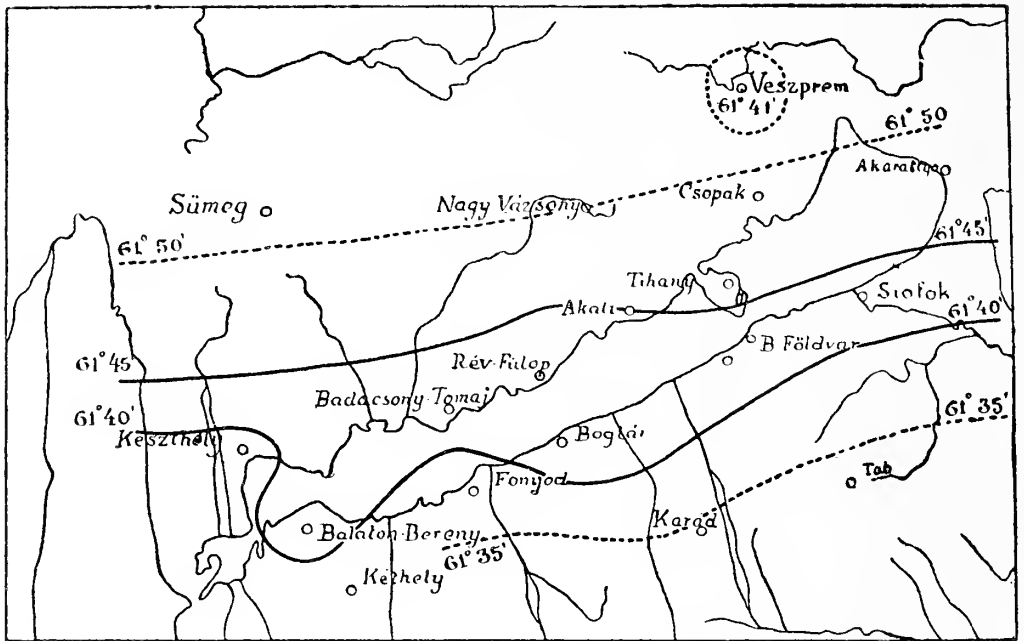 Veszprem
61° 41'
61° 50
Akarattya
Sümeg
Nagy Vázsony
Csopak
61° 50'
61° 45'
Tihany
Siofok
Akali
61° 40'
B Földvar
61° 45'
Rév-Fülop
Badacsony-Tomaj
61° 40'
61° 35'
Keszthely
Boglár
Tab
Fonyod
Karad
Balaton-Bereny
61° 35'
Kéthely